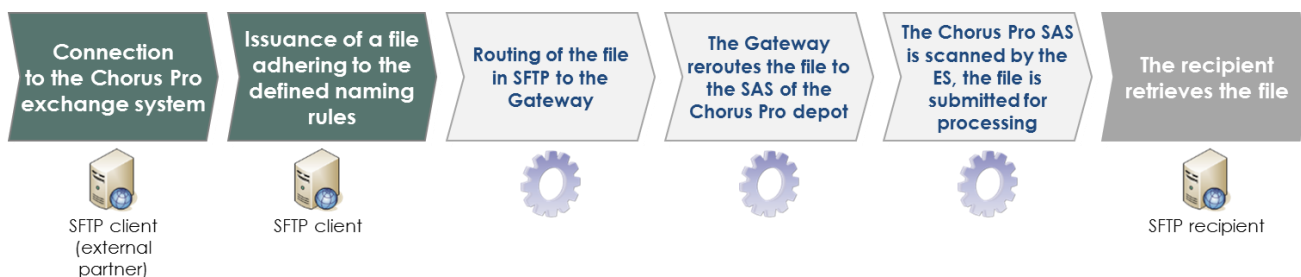 Connection
to the Chorus Pro
exchange system
Issuance of a file
adhering to the
defined naming
rules
Routing of the file
in SFTP to the
Gateway
The Gateway
reroutes the file to
the SAS of the
Chorus Pro depot
The Chorus Pro SAS
is scanned by the
ES, the file is
submitted for
processing
The recipient
retrieves the file
SFTP client
(external
partner)
SFTP client
SFTP recipient